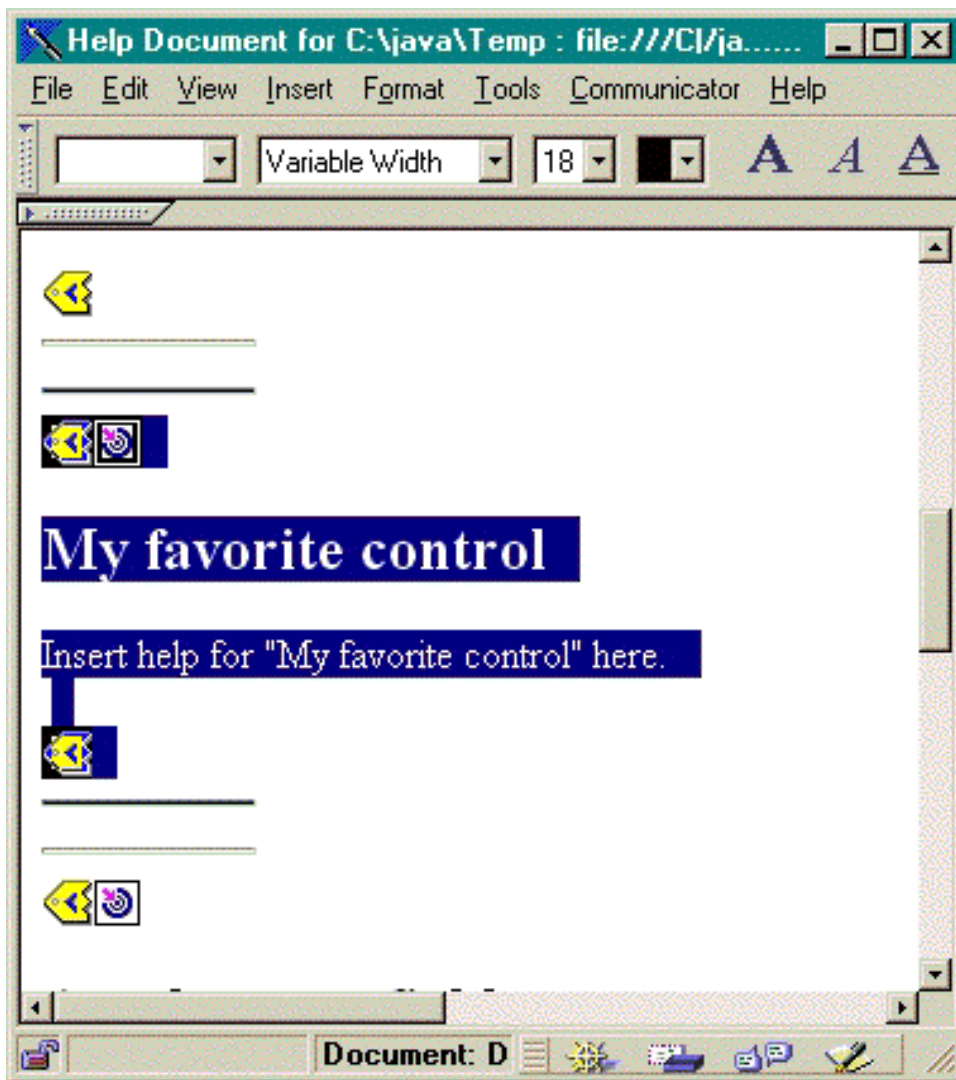 Help Document for C:\java\Temp : file:///C|/ja......
File Edit View Insert Format Tools Communicator Help
Variable Width 18 A A A
My favorite control
Insert help for "My favorite control" here.
Document: D